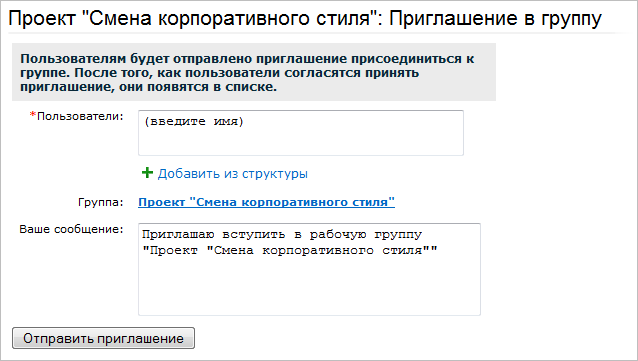 Проект "Смена корпоративного стиля": Приглашение в группу
Пользователям будет отправлено приглашение присоединиться к
группе. После того, как пользователи согласятся принять
приглашение, они появятся в списке.
*Пользователи: (введите имя)
Добавить из структуры
Группа: Проект "Смена корпоративного стиля"
Ваше сообщение: Приглашаю вступить в рабочую группу
"Проект "Смена корпоративного стиля""
Отправить приглашение